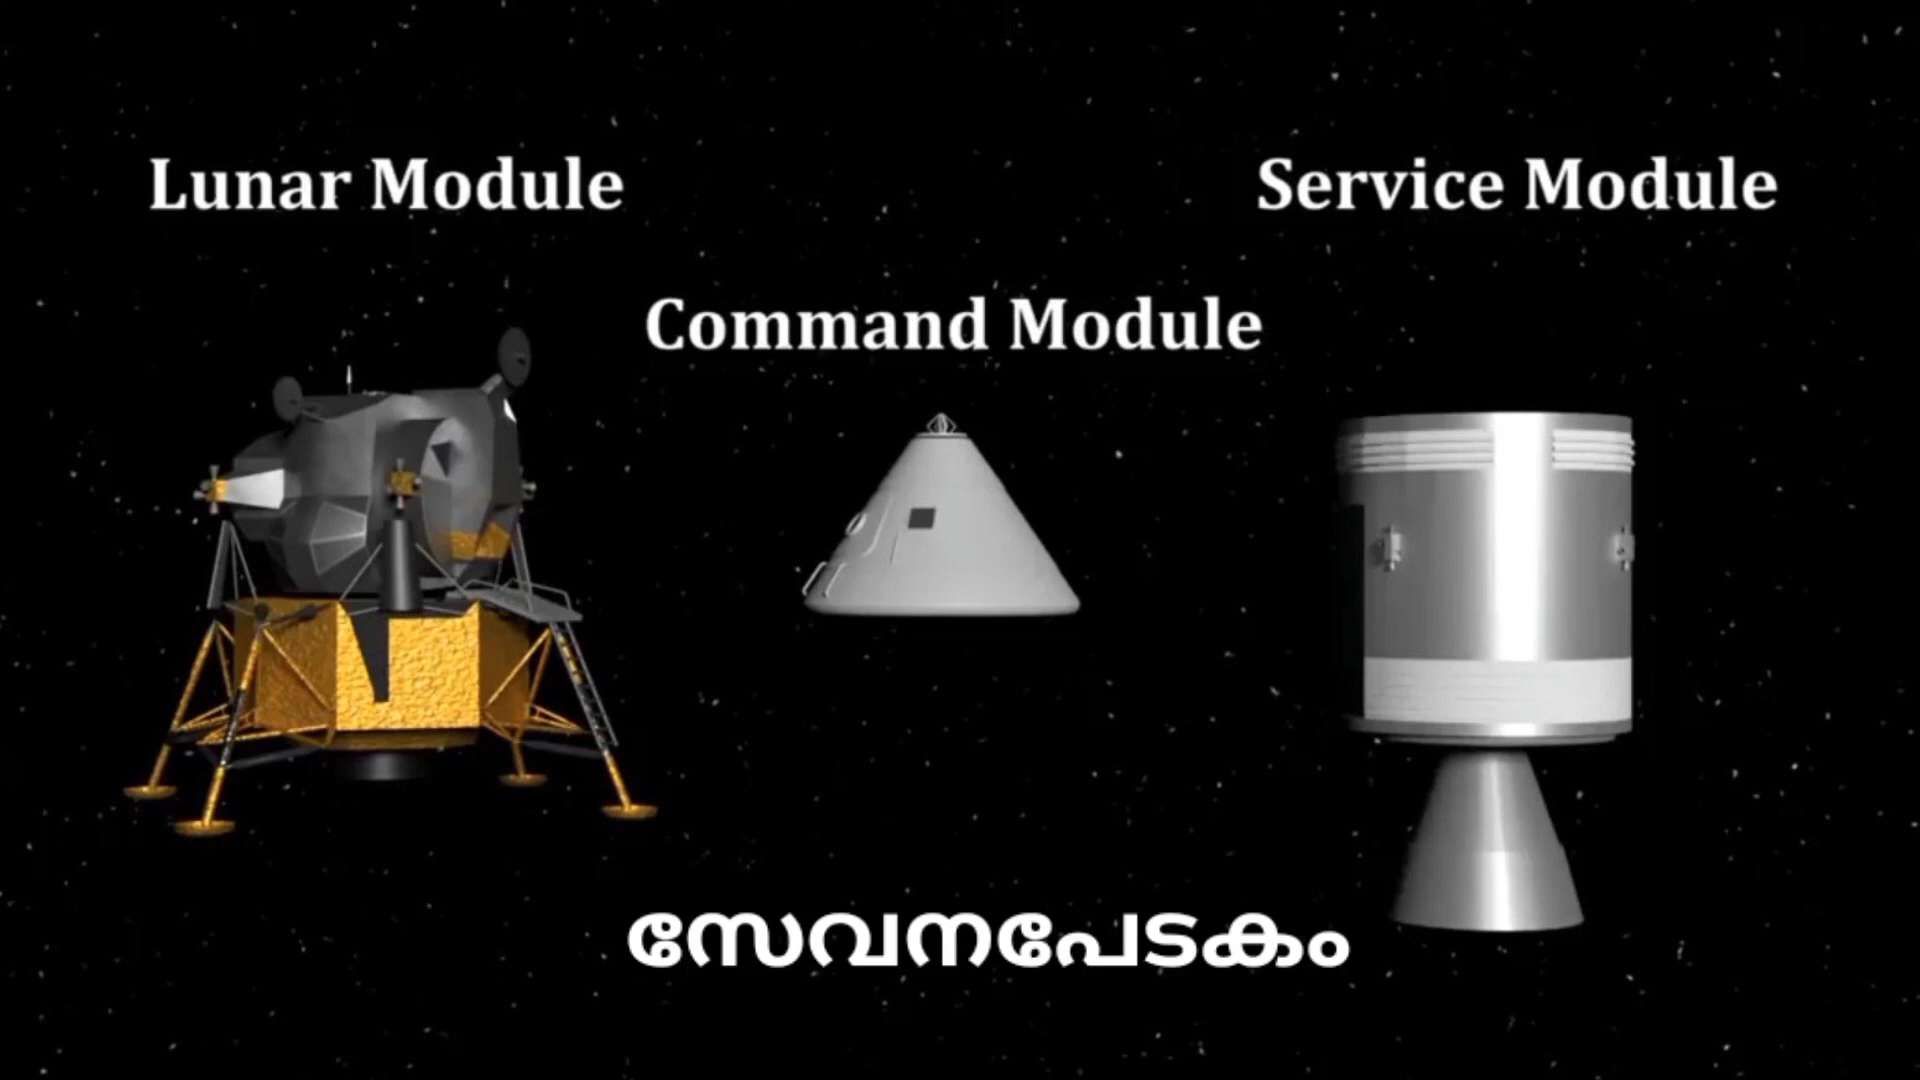 Lunar Module
Service Module
Command Module
സേവനപേടകം